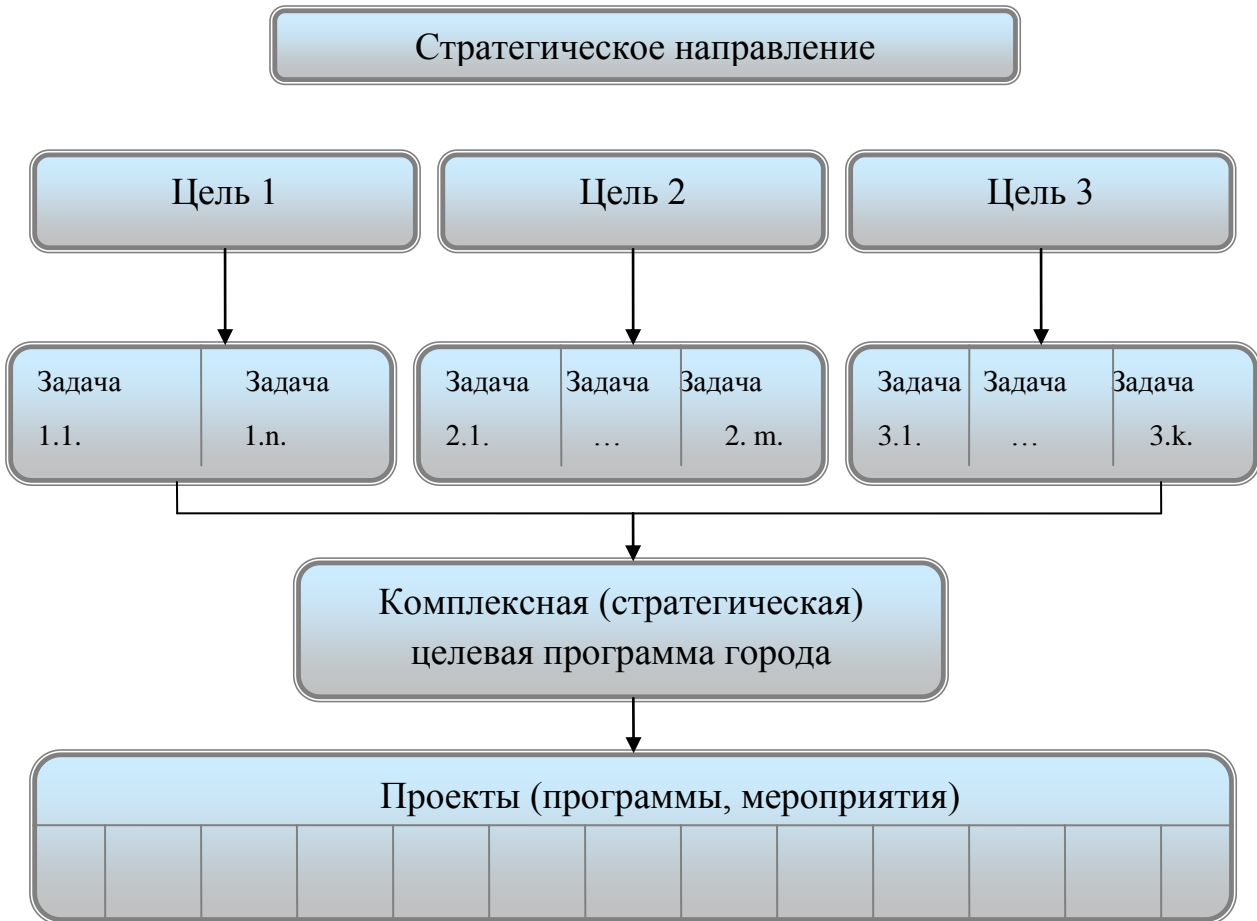 Стратегическое направление
Цель 1
Цель 2
Цель 3
Задача
1.1.
Задача
1.n.
Задача
2.1.
Задача
…
Задача
2. m.
Задача
3.1.
Задача
…
Задача
3.k.
Комплексная (стратегическая)
целевая программа города
Проекты (программы, мероприятия)